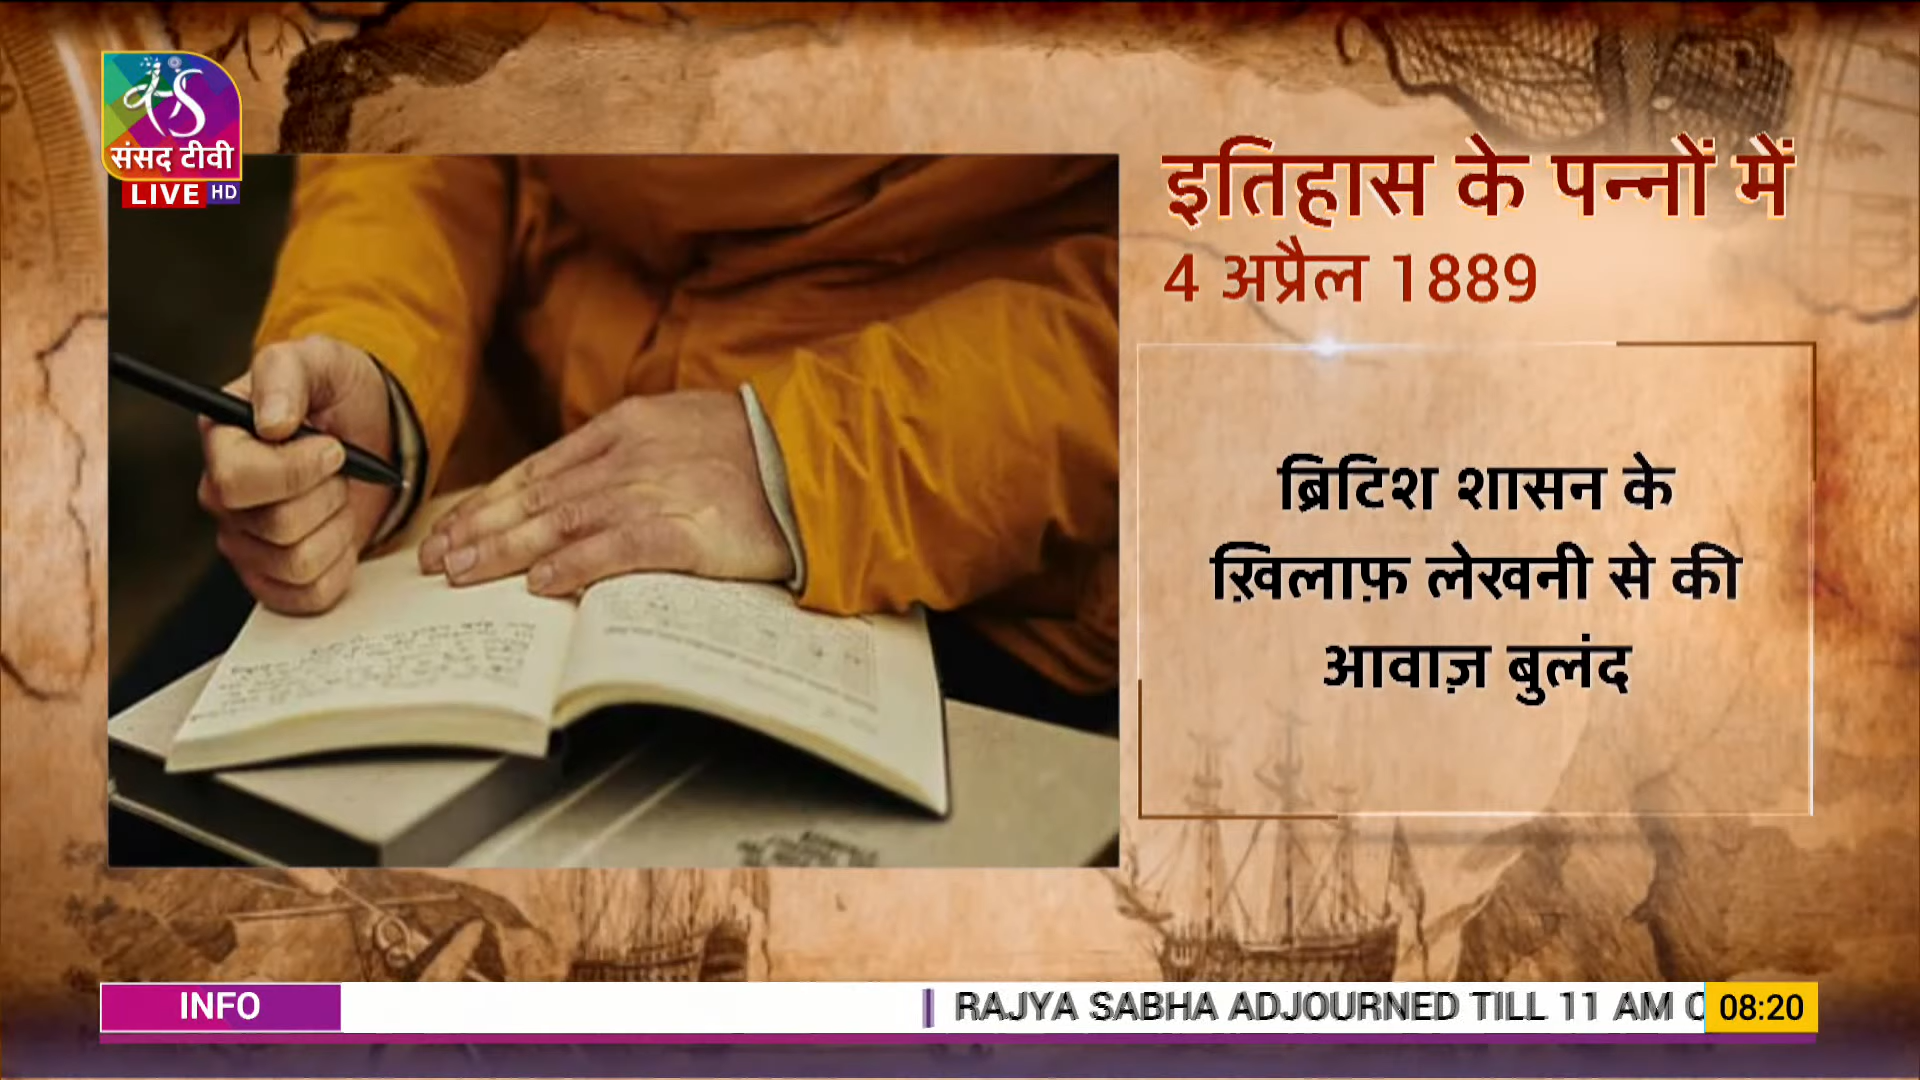 संसद टीवी
LIVE HD
इतिहास के पन्नों में
4 अप्रैल 1889
ब्रिटिश शासन के
ख़िलाफ़ लेखनी से की
आवाज़ बुलंद
INFO
RAJYA SABHA ADJOURNED TILL 11 AM
08:20